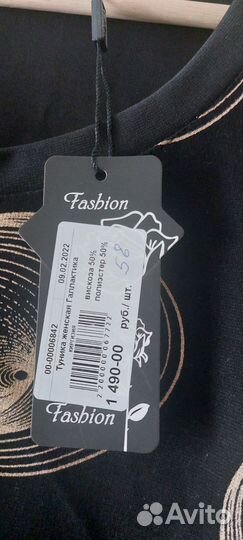 Fashion
00-00006842
09.02.2022
Туника женская Галлактика
КИРГИЗИЯ
вискоза 50%
полиэстер 50%
58
1 490-00 руб./ шт.
Fashion
Avito